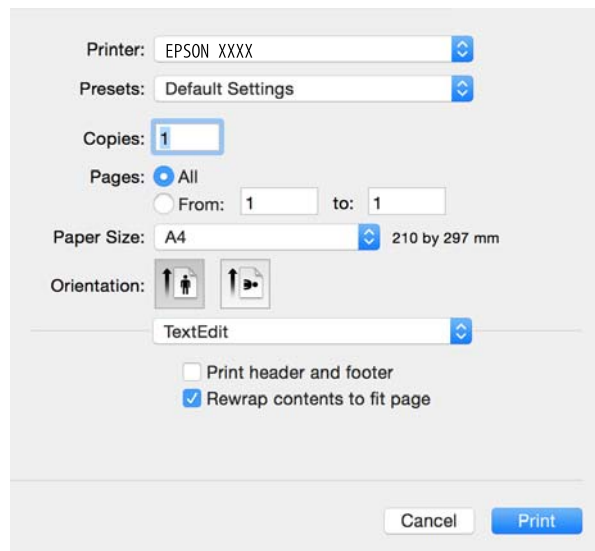 Printer: EPSON XXXX
Presets: Default Settings
Copies: 1
Pages: All
From: 1 to: 1
Paper Size: A4 210 by 297 mm
Orientation:
TextEdit
Print header and footer
Rewrap contents to fit page
Cancel Print